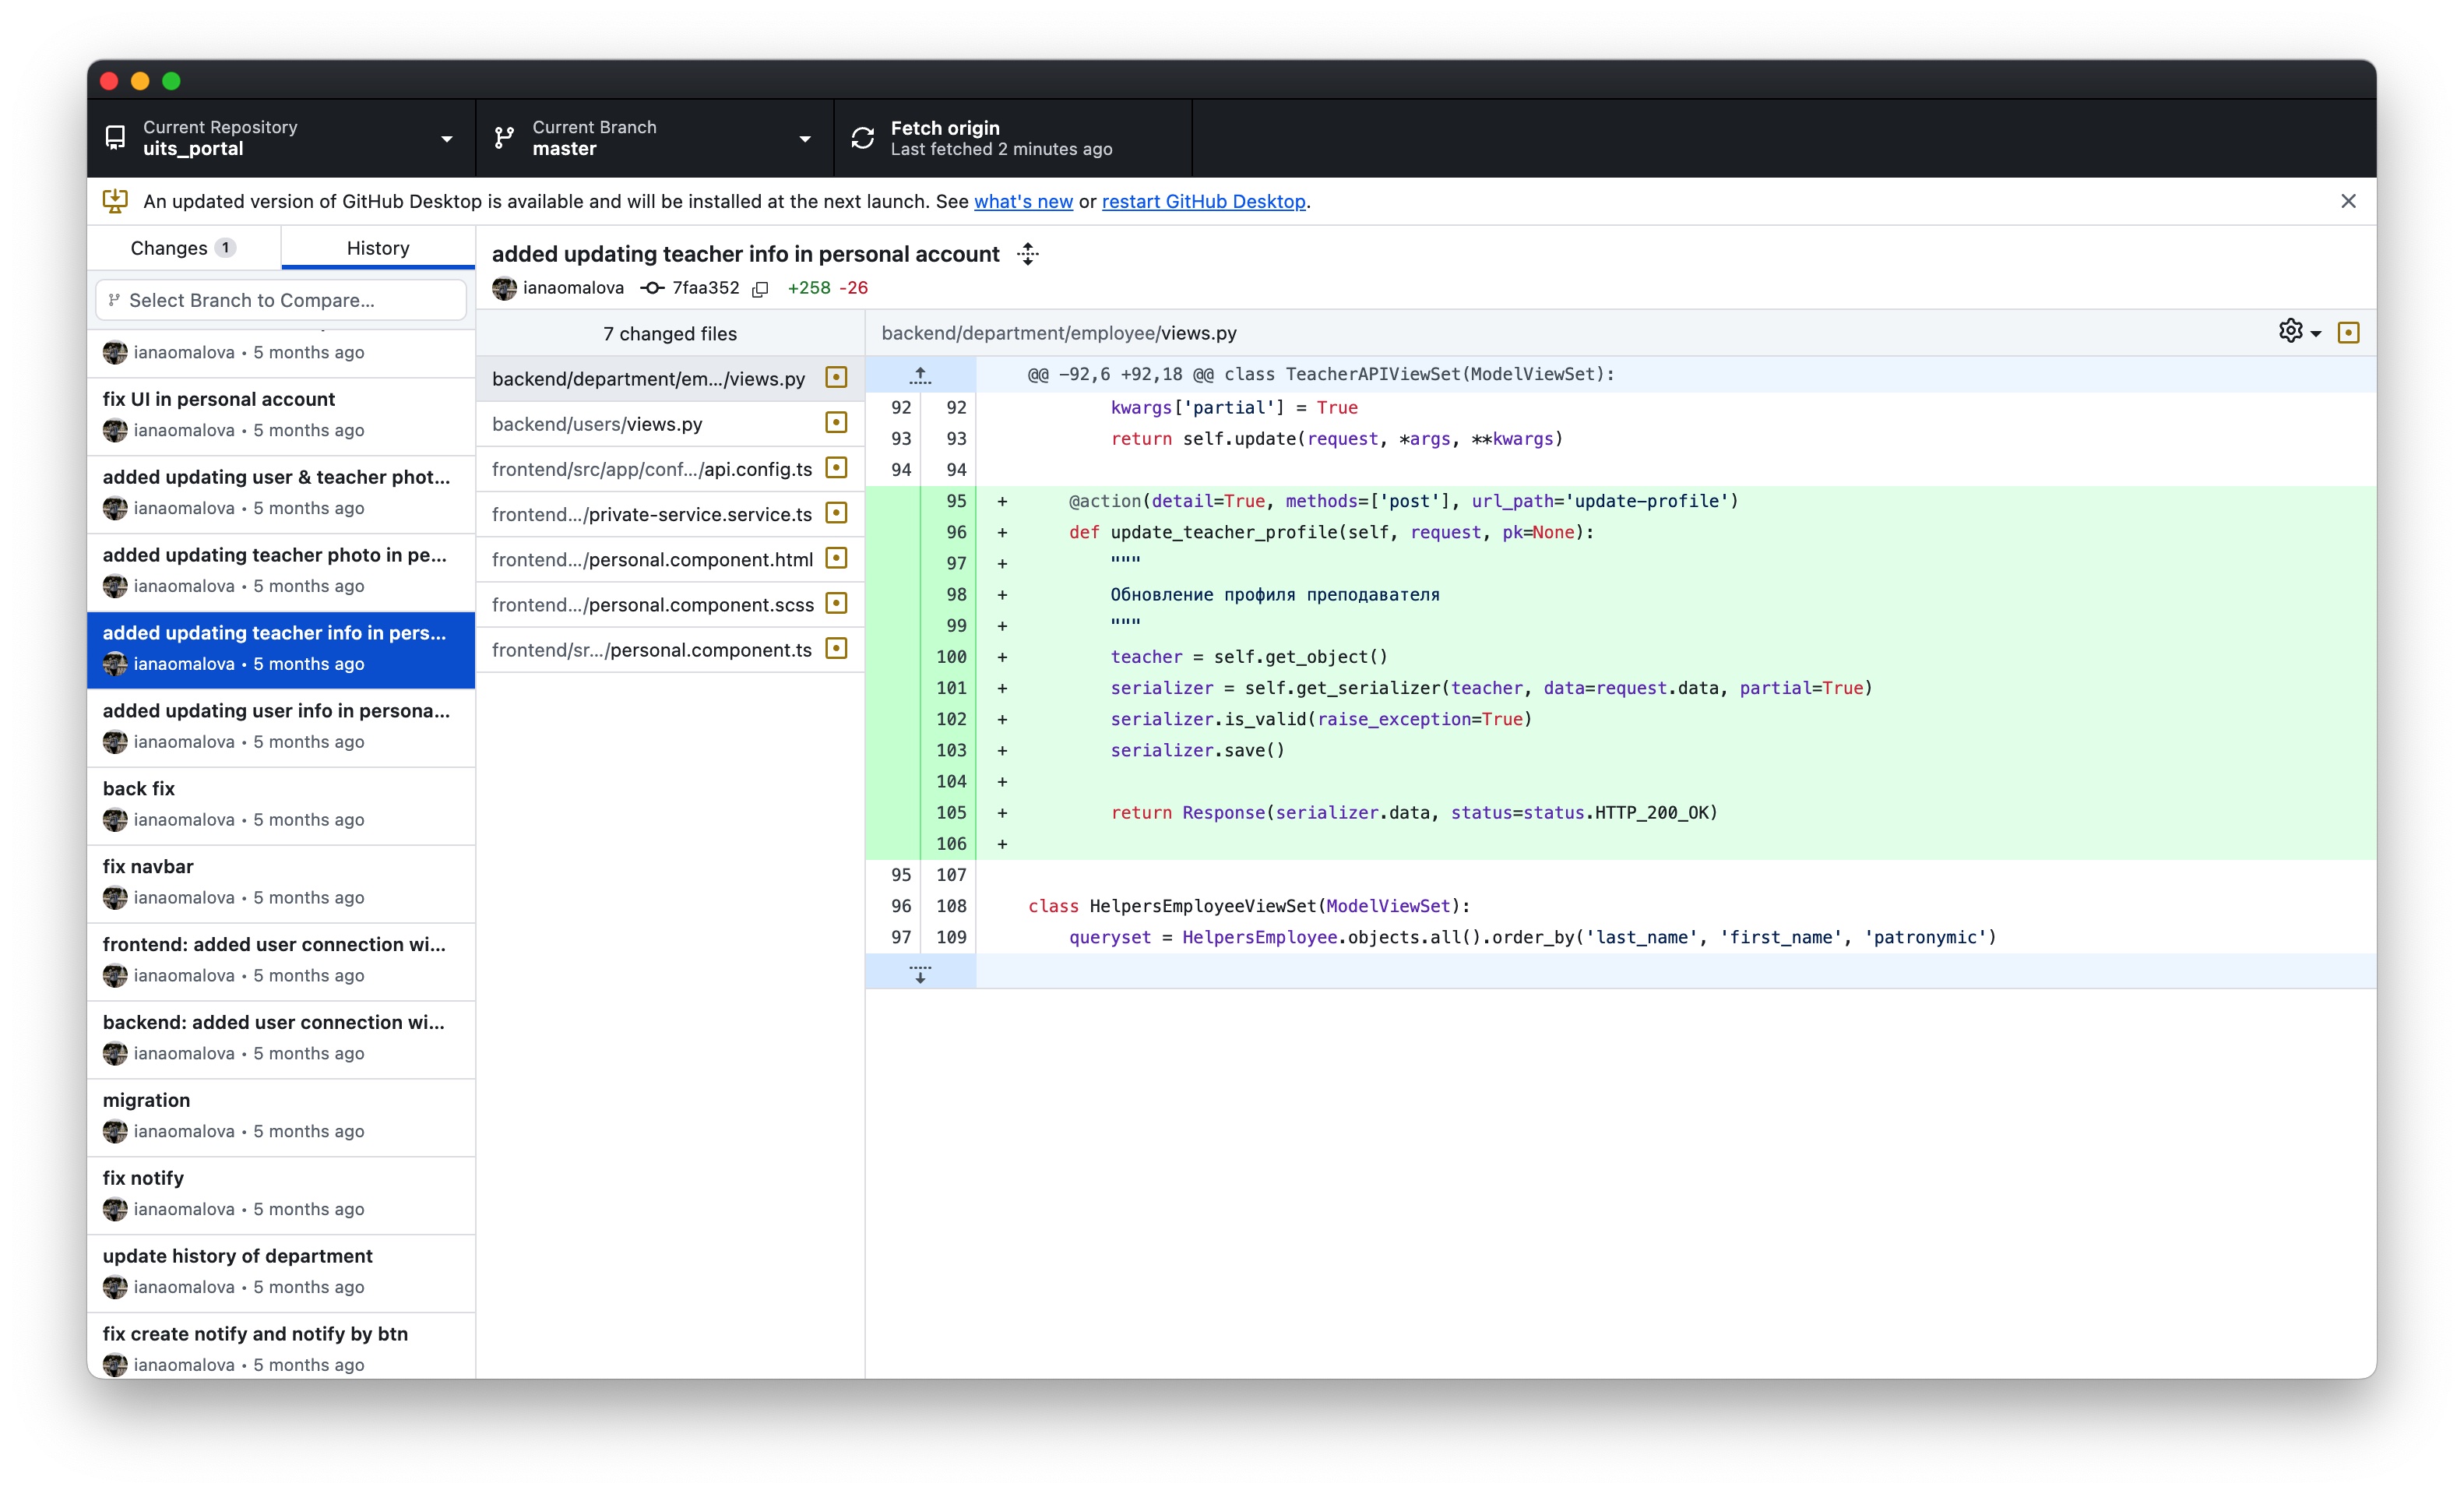 Current Repository
uits_portal
Current Branch
master
Fetch origin
Last fetched 2 minutes ago
An updated version of GitHub Desktop is available and will be installed at the next launch. See what's new or restart GitHub Desktop.
Changes 1
History
Select Branch to Compare...
ianaomalova • 5 months ago
fix UI in personal account
ianaomalova • 5 months ago
added updating user & teacher phot...
ianaomalova • 5 months ago
added updating teacher photo in pe...
ianaomalova • 5 months ago
added updating teacher info in pers...
ianaomalova • 5 months ago
added updating user info in persona...
ianaomalova • 5 months ago
back fix
ianaomalova • 5 months ago
fix navbar
ianaomalova • 5 months ago
frontend: added user connection wi...
ianaomalova • 5 months ago
backend: added user connection wi...
ianaomalova • 5 months ago
migration
ianaomalova • 5 months ago
fix notify
ianaomalova • 5 months ago
update history of department
ianaomalova • 5 months ago
fix create notify and notify by btn
ianaomalova • 5 months ago
added updating teacher info in personal account
ianaomalova 7faa352 +258 -26
7 changed files
backend/department/em.../views.py
backend/users/views.py
frontend/src/app/conf.../api.config.ts
frontend.../private-service.service.ts
frontend.../personal.component.html
frontend.../personal.component.scss
frontend/sr.../personal.component.ts
backend/department/employee/views.py
@@ -92,6 +92,18 @@ class TeacherAPIViewSet(ModelViewSet):
92 92 kwargs['partial'] = True
93 93 return self.update(request, *args, **kwargs)
94 94
95 + @action(detail=True, methods=['post'], url_path='update-profile')
96 + def update_teacher_profile(self, request, pk=None):
97 + """
98 + Обновление профиля преподавателя
99 + """
100 + teacher = self.get_object()
101 + serializer = self.get_serializer(teacher, data=request.data, partial=True)
102 + serializer.is_valid(raise_exception=True)
103 + serializer.save()
104 +
105 + return Response(serializer.data, status=status.HTTP_200_OK)
106 +
95 107
96 108 class HelpersEmployeeViewSet(ModelViewSet):
97 109 queryset = HelpersEmployee.objects.all().order_by('last_name', 'first_name', 'patronymic')